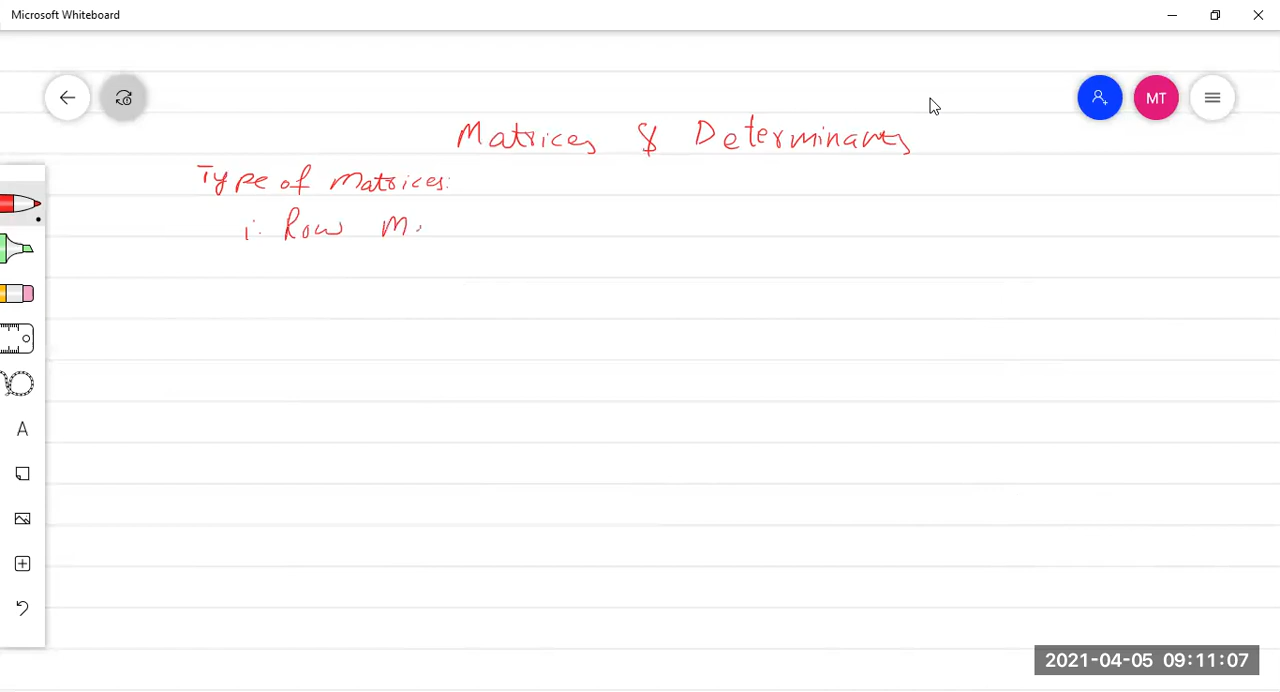 Microsoft Whiteboard
MT
Matrices & Determinants
Type of Matrices:
i. Row M.
A
2021-04-05 09:11:07